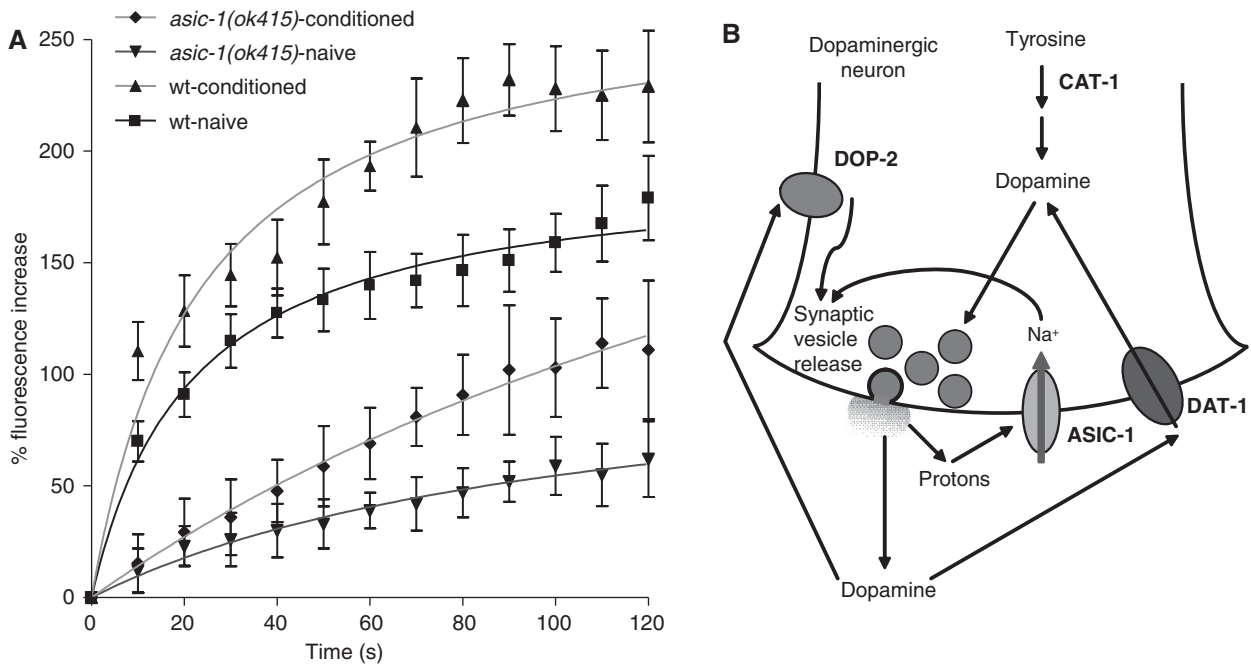 A
asic-1(ok415)-conditioned
asic-1(ok415)-naive
wt-conditioned
wt-naive
% fluorescence increase
250
200
150
100
50
0
0 20 40 60 80 100 120
Time (s)
B
Dopaminergic
neuron
Tyrosine
CAT-1
DOP-2
Dopamine
Synaptic
vesicle
release
Na⁺
DAT-1
ASIC-1
Protons
Dopamine